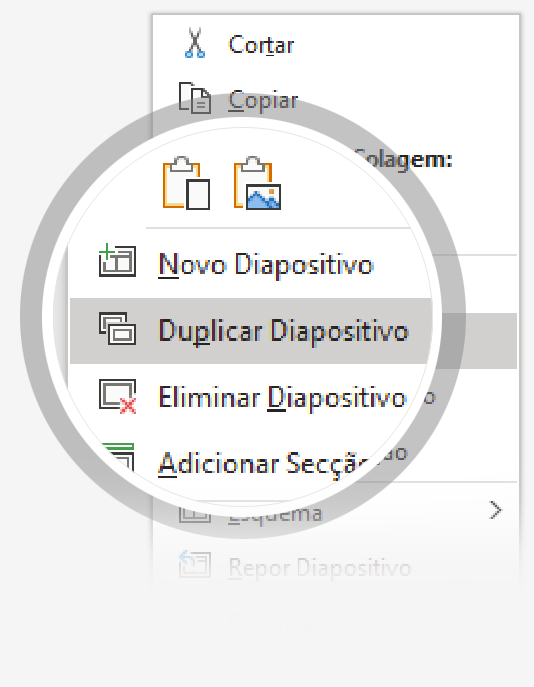 Cortar
Copiar
Colagem:
Novo Diapositivo
Duplicar Diapositivo
Eliminar Diapositivo
Adicionar Secção
Esquema
Repor Diapositivo